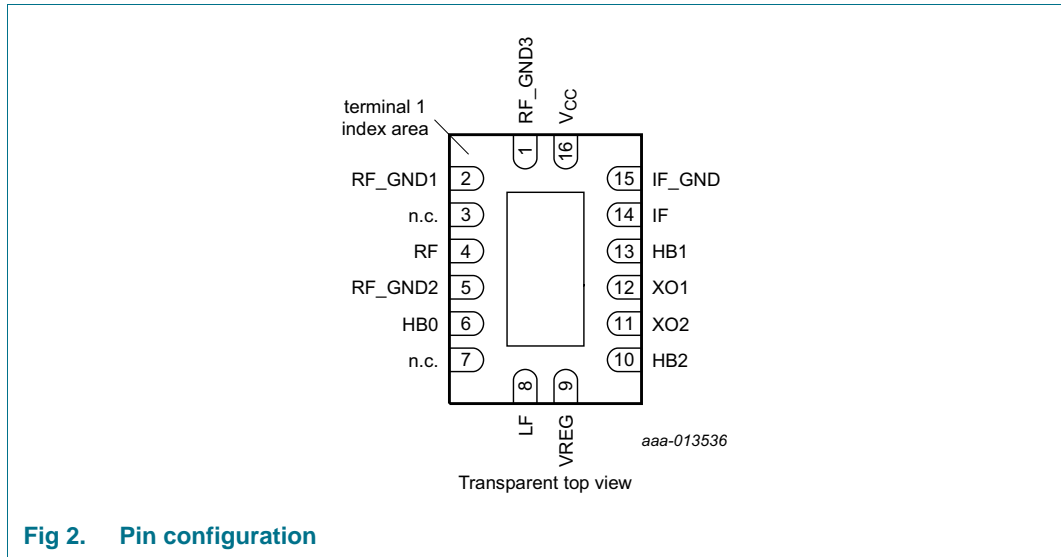 RF_GND3
VCC
terminal 1
index area
1
16
RF_GND1 2
15 IF_GND
n.c. 3
14 IF
RF 4
13 HB1
RF_GND2 5
12 XO1
HB0 6
11 XO2
n.c. 7
10 HB2
8
9
LF
VREG
aaa-013536
Transparent top view
Fig 2. Pin configuration